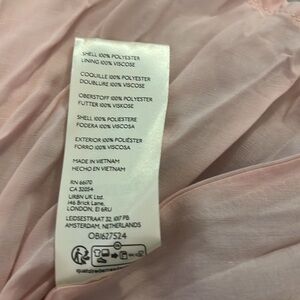 SHELL 100% POLYESTER
LINING 100% VISCOSE
COQUILLE 100% POLYESTER
DOUBLURE 100% VISCOSE
OBERSTOFF 100% POLYESTER
FUTTER 100% VISKOSE
SHELL 100% POLIESTERE
FODERA 100% VISCOSA
EXTERIOR 100% POLIÉSTER
FORRO 100% VISCOSA
MADE IN VIETNAM
HECHO EN VIETNAM
RN 66170
CA 32054
URBN UK Ltd.
146 Brick Lane,
LONDON, E1 6RU
LEIDSESTRAAT 32, 1017 PB
AMSTERDAM, NETHERLANDS
OB1627524